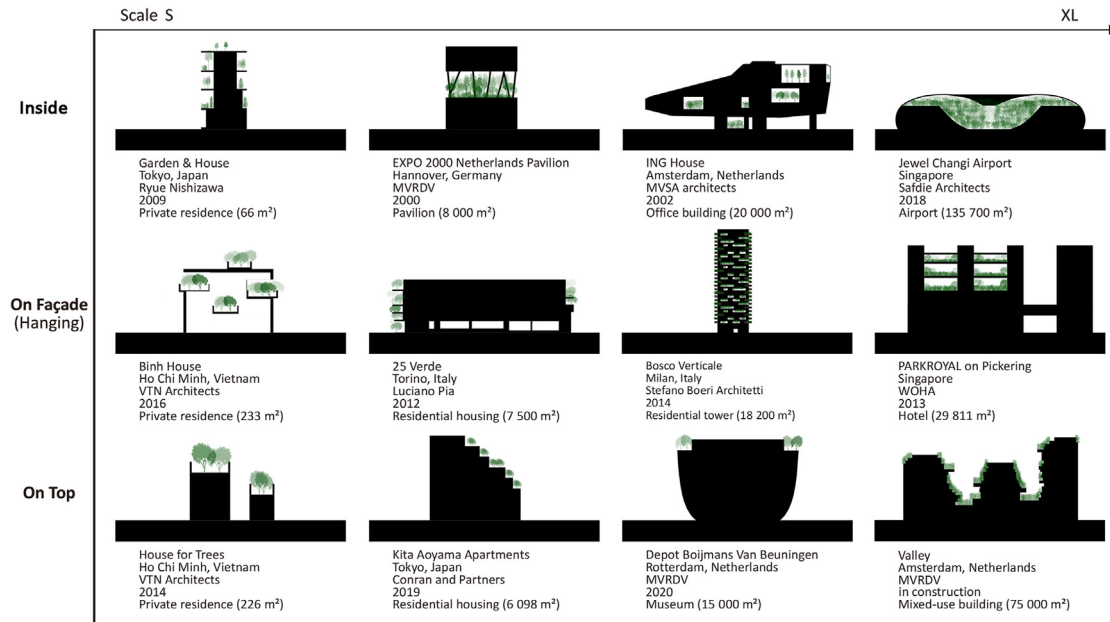 Scale S
XL
Inside
Garden & House
Tokyo, Japan
Ryue Nishizawa
2009
Private residence (66 m²)
EXPO 2000 Netherlands Pavilion
Hannover, Germany
MVRDV
2000
Pavilion (8 000 m²)
ING House
Amsterdam, Netherlands
MVSA architects
2002
Office building (20 000 m²)
Jewel Changi Airport
Singapore
Safdie Architects
2018
Airport (135 700 m²)
On Façade
(Hanging)
Binh House
Ho Chi Minh, Vietnam
VTN Architects
2016
Private residence (233 m²)
25 Verde
Torino, Italy
Luciano Pia
2012
Residential housing (7 500 m²)
Bosco Verticale
Milan, Italy
Stefano Boeri Architetti
2014
Residential tower (18 200 m²)
PARKROYAL on Pickering
Singapore
WOHA
2013
Hotel (29 811 m²)
On Top
House for Trees
Ho Chi Minh, Vietnam
VTN Architects
2014
Private residence (226 m²)
Kita Aoyama Apartments
Tokyo, Japan
Conran and Partners
2019
Residential housing (6 098 m²)
Depot Boijmans Van Beuningen
Rotterdam, Netherlands
MVRDV
2020
Museum (15 000 m²)
Valley
Amsterdam, Netherlands
MVRDV
in construction
Mixed-use building (75 000 m²)